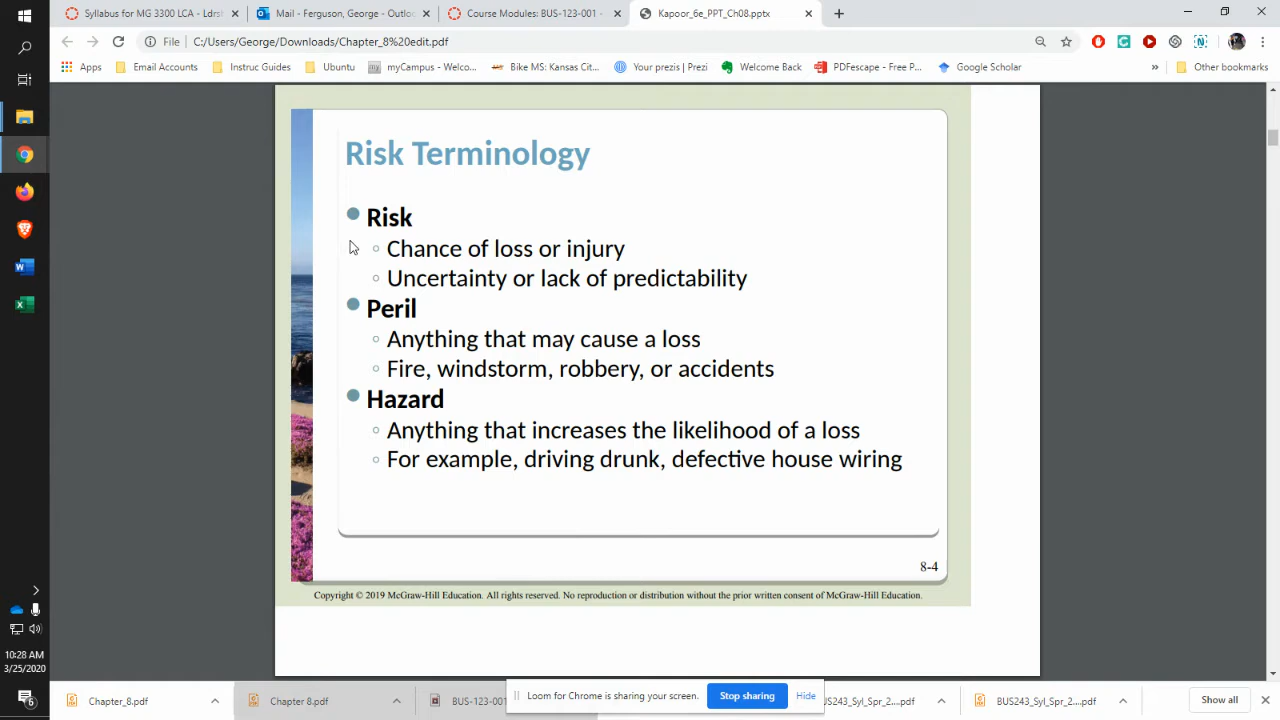 Syllabus for MG 3300 LCA - Ldrs
Mail - Ferguson, George - Outloo
Course Modules: BUS-123-001 -
Kapoor_6e_PPT_Ch08.pptx
File
C:/Users/George/Downloads/Chapter_8%20edit.pdf
Apps
Email Accounts
Instruc Guides
Ubuntu
myCampus - Welco...
Bike MS: Kansas Cit...
Your prezis | Prezi
Welcome Back
PDFescape - Free P...
Google Scholar
»
Other bookmarks
Risk Terminology
Risk
Chance of loss or injury
Uncertainty or lack of predictability
Peril
Anything that may cause a loss
Fire, windstorm, robbery, or accidents
Hazard
Anything that increases the likelihood of a loss
For example, driving drunk, defective house wiring
8-4
Copyright © 2019 McGraw-Hill Education. All rights reserved. No reproduction or distribution without the prior written consent of McGraw-Hill Education.
10:28 AM
3/25/2020
6
Chapter_8.pdf
Chapter 8.pdf
BUS-123-001
Loom for Chrome is sharing your screen.
Stop sharing
Hide
BUS243_Syl_Spr_2....pdf
BUS243_Syl_Spr_2....pdf
Show all